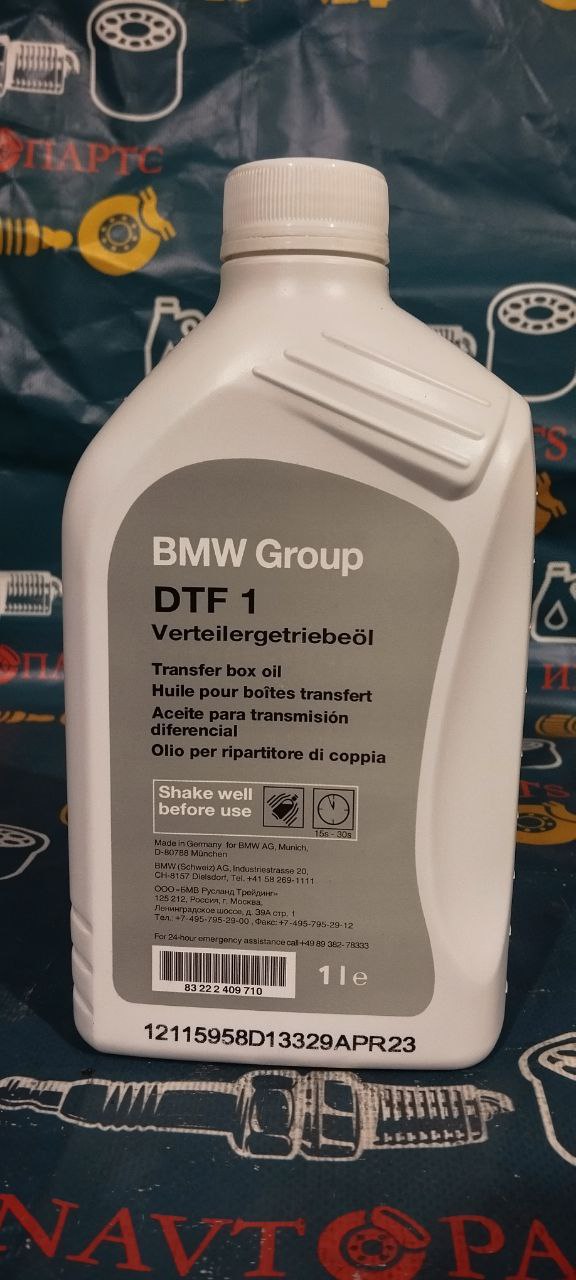 ПАРТС
BMW Group
DTF 1
Verteilergetriebeöl
Transfer box oil
Huile pour boîtes transfert
Aceite para transmisión
diferencial
Olio per ripartitore di coppia
Shake well
before use
15s - 30s
Made in Germany for BMW AG, Munich,
D-80788 München
BMW (Schweiz) AG, Industriestrasse 20,
CH-8157 Dielsdorf, Tel. +41 58 269-1111
ООО «БМВ Русланд Трейдинг»
125 212, Россия, г. Москва,
Ленинградское шоссе, д. 39А стр. 1
Тел.: +7-495-795-29-00 , Факс: +7-495-795-29-12
For 24-hour emergency assistance call +49 89 382-78333
83 22 2 409 710
1 l e
12115958D13329APR23
NAVTOPA